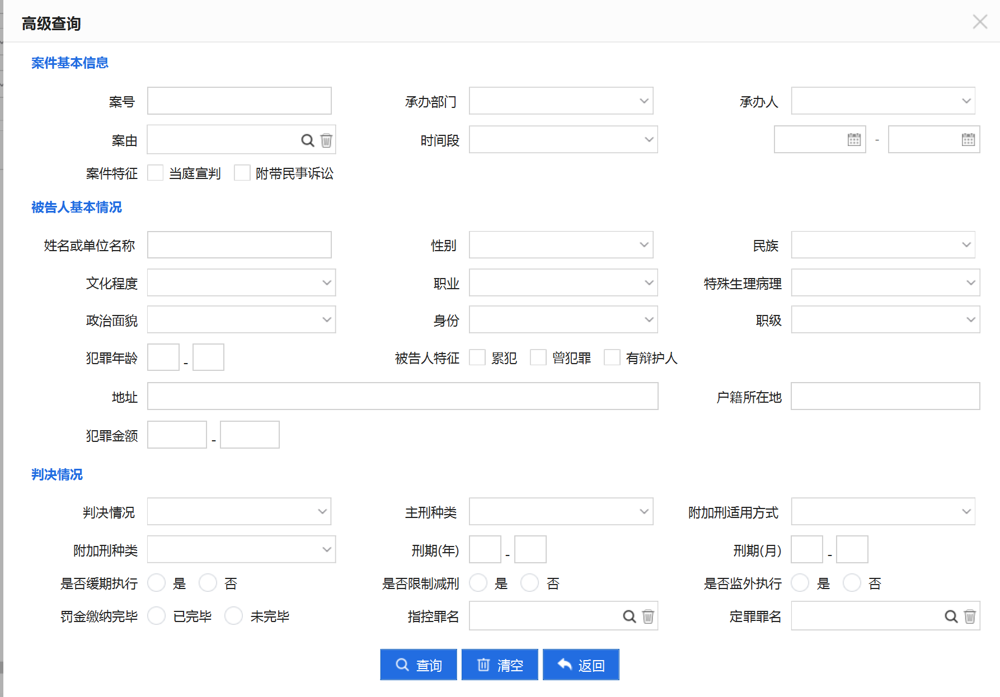 高级查询
案件基本信息
案号 承办部门 承办人
案由 时间段 -
案件特征 当庭宣判 附带民事诉讼
被告人基本情况
姓名或单位名称 性别 民族
文化程度 职业 特殊生理病理
政治面貌 身份 职级
犯罪年龄 - 被告人特征 累犯 曾犯罪 有辩护人
地址 户籍所在地
犯罪金额 -
判决情况
判决情况 主刑种类 附加刑适用方式
附加刑种类 刑期(年) - 刑期(月) -
是否缓期执行 是 否 是否限制减刑 是 否 是否监外执行 是 否
罚金缴纳完毕 已完毕 未完毕 指控罪名 定罪罪名
查询 清空 返回